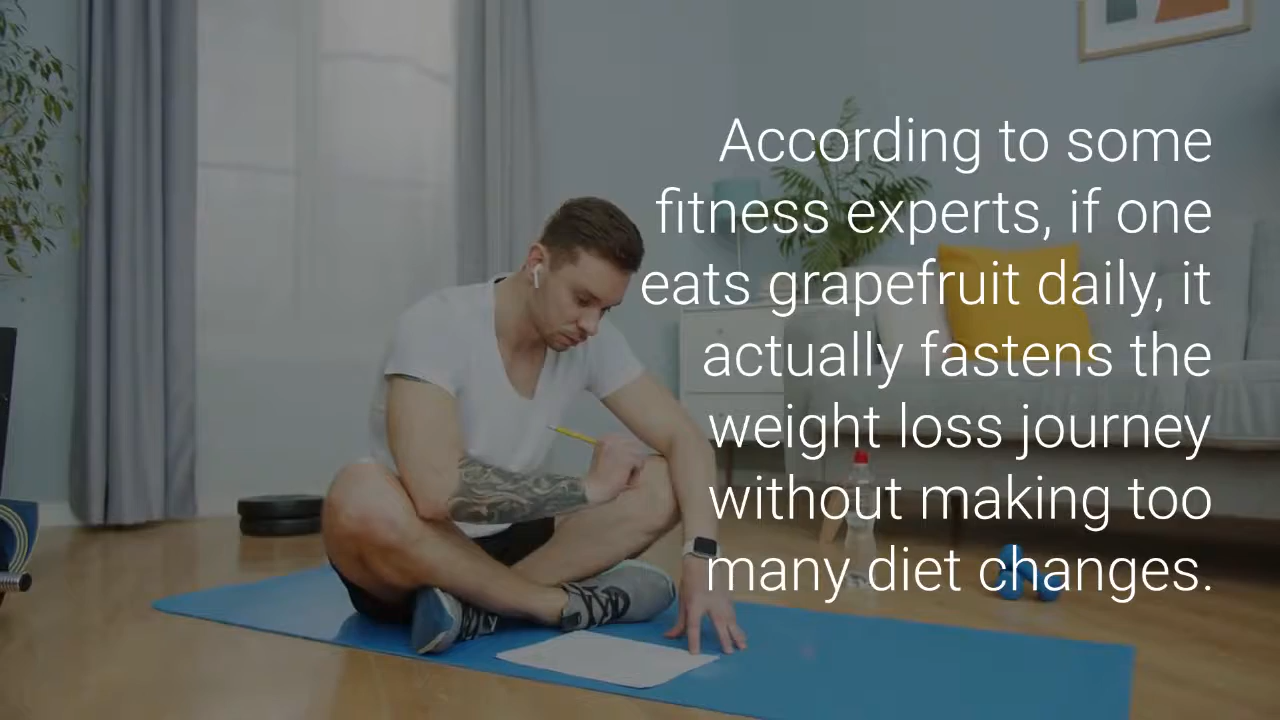 According to some
fitness experts, if one
eats grapefruit daily, it
actually fastens the
weight loss journey
without making too
many diet changes.